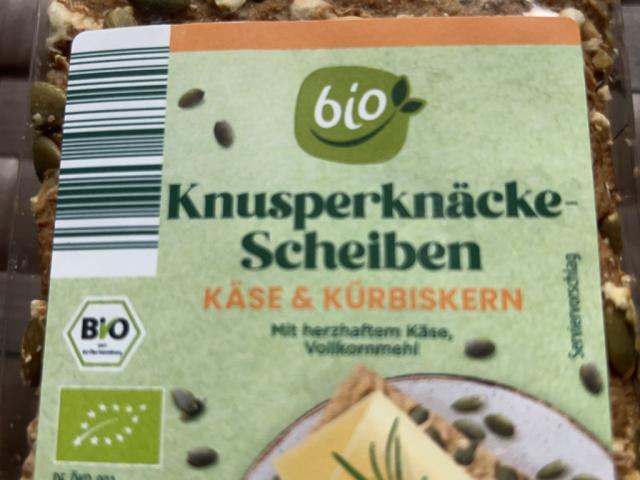 bio
Knusperknäcke-
Scheiben
KÄSE & KÜRBISKERN
Mit herzhaftem Käse,
Vollkornmehl
Serviervorschlag
BIO